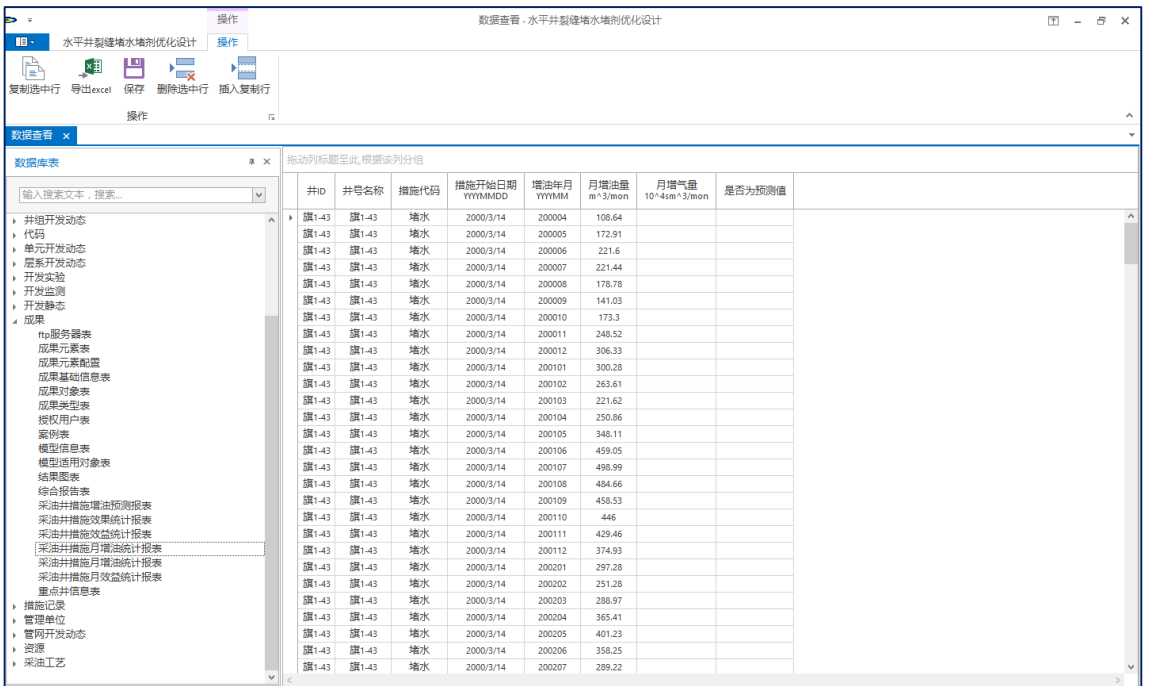 操作
数据查看 - 水平井裂缝堵水堵剂优化设计
水平井裂缝堵水堵剂优化设计 操作
复制选中行 导出excel 保存 删除选中行 插入复制行
操作
数据查看
数据库表
输入搜索文本，搜索...
井组开发动态
代码
单元开发动态
层系开发动态
开发实验
开发监测
开发静态
成果
ftp服务器表
成果元素表
成果元素配置
成果基础信息表
成果对象表
成果类型表
授权用户表
案例表
模型信息表
模型适用对象表
结果图表
综合报告表
采油井措施增油预测报表
采油井措施效果统计报表
采油井措施效益统计报表
采油井措施月增油统计报表
采油井措施月增油统计报表
采油井措施月效益统计报表
重点井信息表
措施记录
管理单位
管网开发动态
资源
采油工艺
拖动列标题至此,根据该列分组
井ID 井号名称 措施代码 措施开始日期 增油年月 月增油量 月增气量 是否为预测值
YYYYMMDD YYYYMM m^3/mon 10^4sm^3/mon
旗1-43 旗1-43 堵水 2000/3/14 200004 108.64
旗1-43 旗1-43 堵水 2000/3/14 200005 172.91
旗1-43 旗1-43 堵水 2000/3/14 200006 221.6
旗1-43 旗1-43 堵水 2000/3/14 200007 221.44
旗1-43 旗1-43 堵水 2000/3/14 200008 178.78
旗1-43 旗1-43 堵水 2000/3/14 200009 141.03
旗1-43 旗1-43 堵水 2000/3/14 200010 173.3
旗1-43 旗1-43 堵水 2000/3/14 200011 248.52
旗1-43 旗1-43 堵水 2000/3/14 200012 306.33
旗1-43 旗1-43 堵水 2000/3/14 200101 300.28
旗1-43 旗1-43 堵水 2000/3/14 200102 263.61
旗1-43 旗1-43 堵水 2000/3/14 200103 221.62
旗1-43 旗1-43 堵水 2000/3/14 200104 250.86
旗1-43 旗1-43 堵水 2000/3/14 200105 348.11
旗1-43 旗1-43 堵水 2000/3/14 200106 459.05
旗1-43 旗1-43 堵水 2000/3/14 200107 498.99
旗1-43 旗1-43 堵水 2000/3/14 200108 484.66
旗1-43 旗1-43 堵水 2000/3/14 200109 458.53
旗1-43 旗1-43 堵水 2000/3/14 200110 446
旗1-43 旗1-43 堵水 2000/3/14 200111 429.46
旗1-43 旗1-43 堵水 2000/3/14 200112 374.93
旗1-43 旗1-43 堵水 2000/3/14 200201 297.28
旗1-43 旗1-43 堵水 2000/3/14 200202 251.28
旗1-43 旗1-43 堵水 2000/3/14 200203 288.97
旗1-43 旗1-43 堵水 2000/3/14 200204 365.41
旗1-43 旗1-43 堵水 2000/3/14 200205 401.23
旗1-43 旗1-43 堵水 2000/3/14 200206 358.25
旗1-43 旗1-43 堵水 2000/3/14 200207 289.22